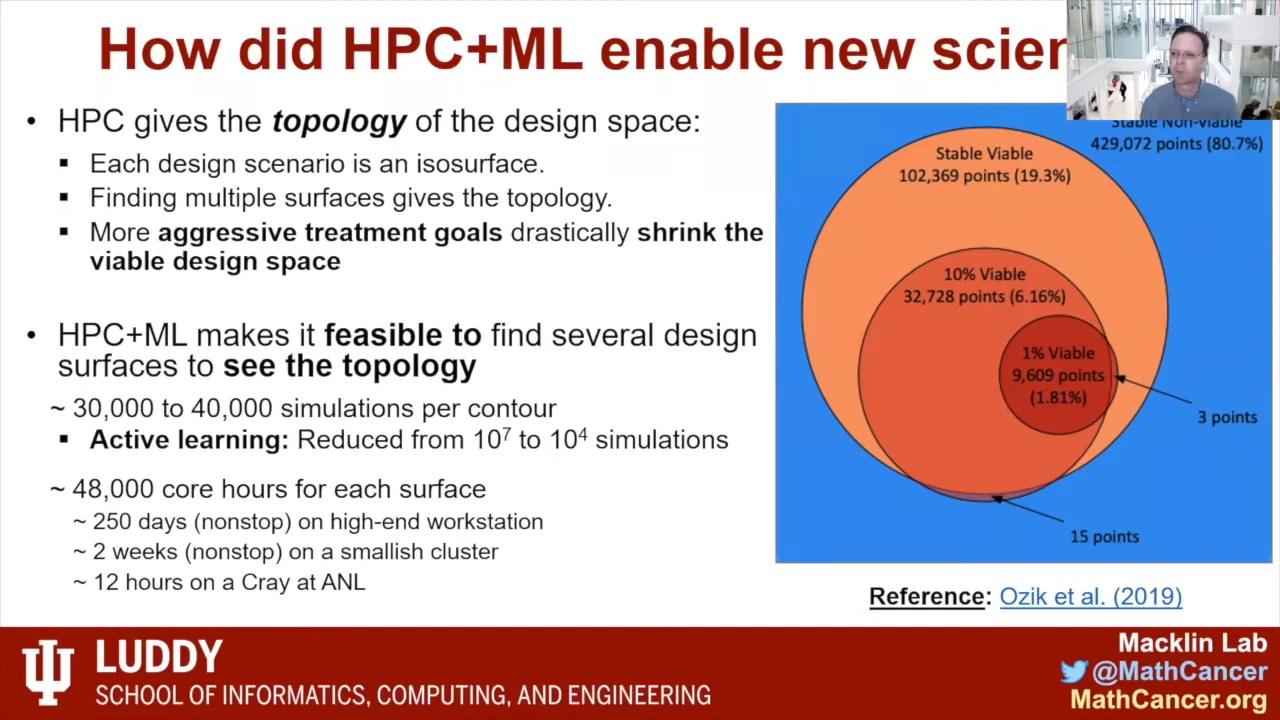 How did HPC+ML enable new scien
• HPC gives the topology of the design space:
▪ Each design scenario is an isosurface.
▪ Finding multiple surfaces gives the topology.
▪ More aggressive treatment goals drastically shrink the
viable design space
• HPC+ML makes it feasible to find several design
surfaces to see the topology
~ 30,000 to 40,000 simulations per contour
▪ Active learning: Reduced from 10⁷ to 10⁴ simulations
~ 48,000 core hours for each surface
~ 250 days (nonstop) on high-end workstation
~ 2 weeks (nonstop) on a smallish cluster
~ 12 hours on a Cray at ANL
Stable Non-viable
429,072 points (80.7%)
Stable Viable
102,369 points (19.3%)
10% Viable
32,728 points (6.16%)
1% Viable
9,609 points
(1.81%)
3 points
15 points
Reference: Ozik et al. (2019)
LUDDY
SCHOOL OF INFORMATICS, COMPUTING, AND ENGINEERING
Macklin Lab
@MathCancer
MathCancer.org